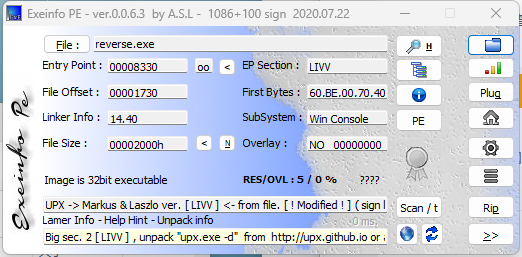 Exeinfo PE - ver.0.0.6.3 by A.S.L - 1086+100 sign 2020.07.22
File : reverse.exe H
Entry Point : 00008330 oo < EP Section : LIVV
File Offset : 00001730 First Bytes : 60.BE.00.70.40 Plug
Linker Info : 14.40 SubSystem : Win Console PE
File Size : 00002000h < N Overlay : NO 00000000
Image is 32bit executable RES/OVL : 5 / 0 % ????
UPX -> Markus & Laszlo ver. [ LIVV ] <- from file. [ ! Modified ! ] ( sign l Scan / t Rip
Lamer Info - Help Hint - Unpack info 0 ms.
Big sec. 2 [ LIVV ] , unpack "upx.exe -d" from http://upx.github.io or >>
Exeinfo Pe